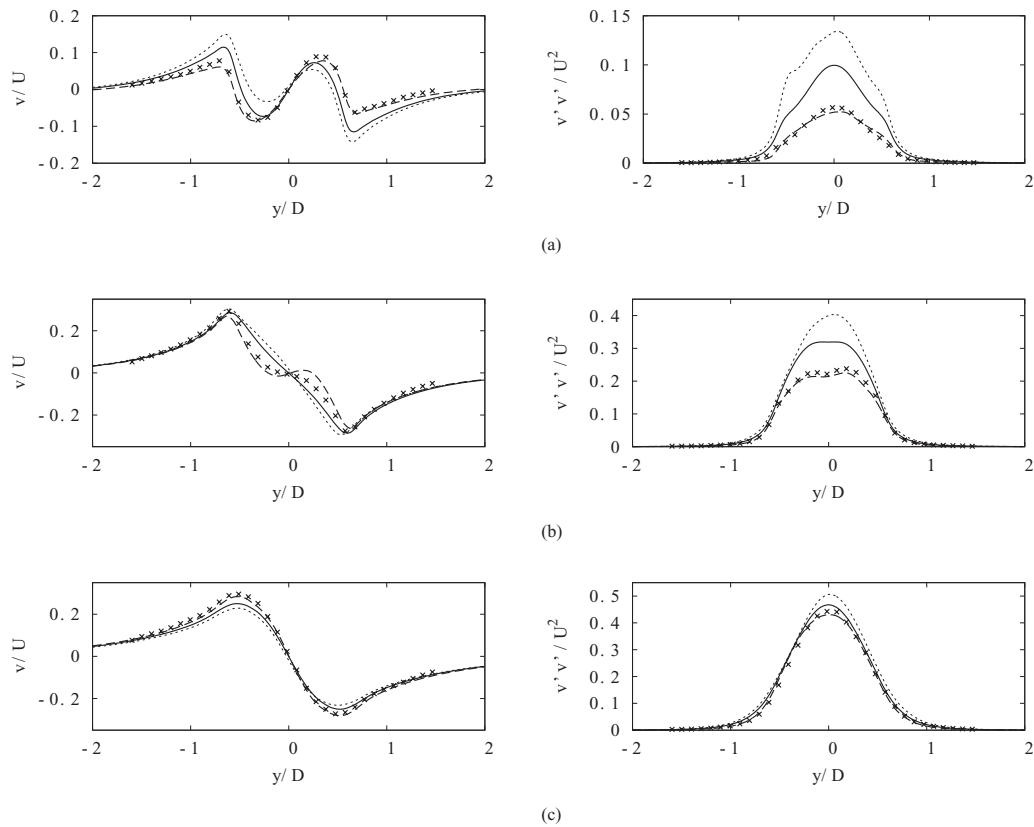 0. 2
0. 1
0
- 0. 1
- 0. 2
v/ U
- 2 - 1 0 1 2
y/ D
0. 15
0. 1
0. 05
0
v' v' / U2
- 2 - 1 0 1 2
y/ D
(a)
0. 2
0
- 0. 2
v/ U
- 2 - 1 0 1 2
y/ D
0. 4
0. 3
0. 2
0. 1
0
v' v' / U2
- 2 - 1 0 1 2
y/ D
(b)
0. 2
0
- 0. 2
v/ U
- 2 - 1 0 1 2
y/ D
0. 5
0. 4
0. 3
0. 2
0. 1
0
v' v' / U2
- 2 - 1 0 1 2
y/ D
(c)